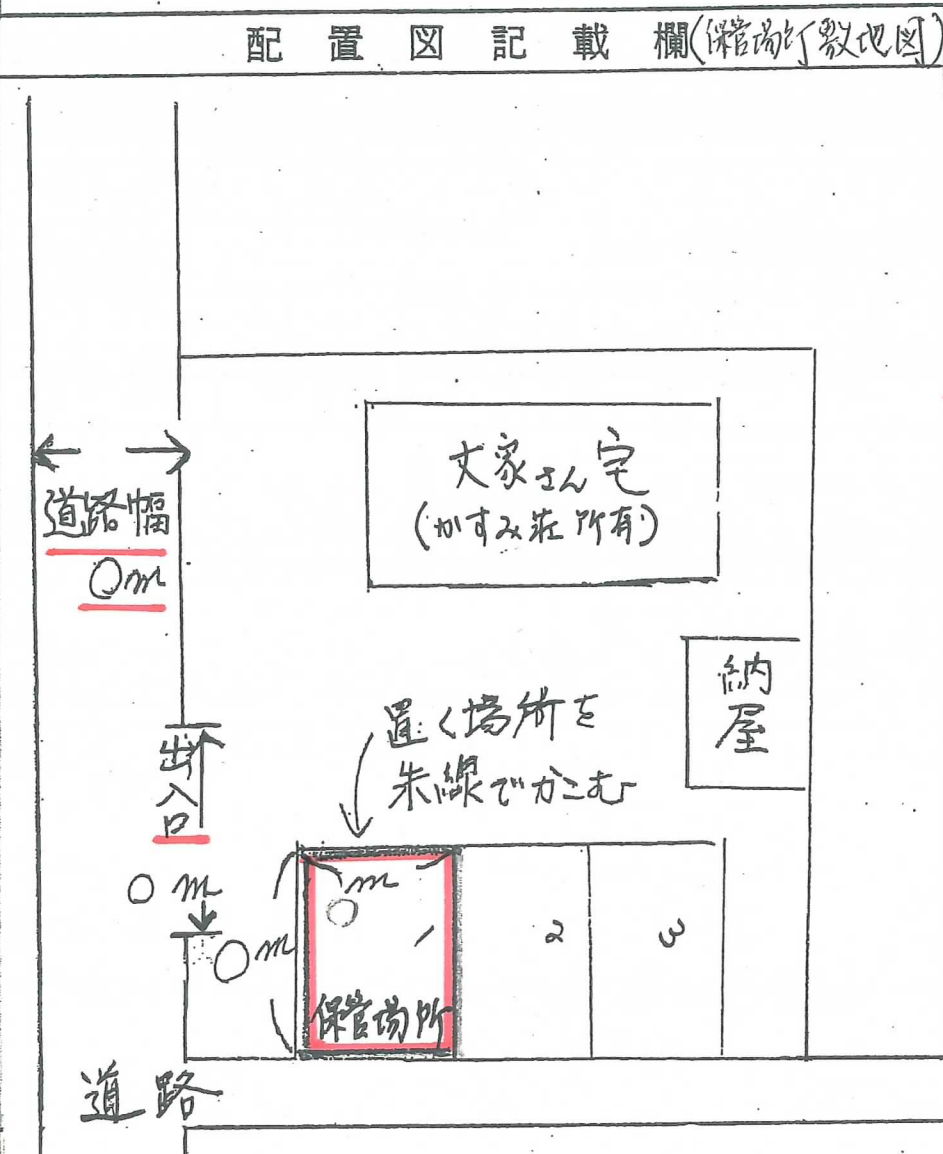 配置図記載欄(保管場所敷地図)
大家さん宅
(かすみ荘所有)
道路幅
○m
納屋
置く場所を
朱線でかこむ
出入口
○m
○m
○m
1
2
3
保管場所
道路